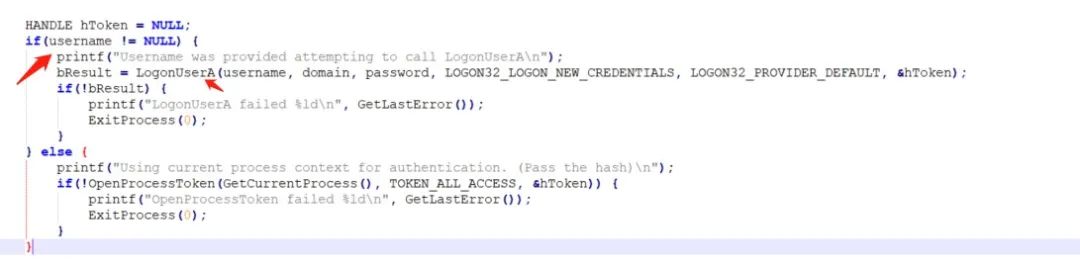 HANDLE hToken = NULL;
if(username != NULL) {
printf("Username was provided attempting to call LogonUserA\n");
bResult = LogonUserA(username, domain, password, LOGON32_LOGON_NEW_CREDENTIALS, LOGON32_PROVIDER_DEFAULT, &hToken);
if(!bResult) {
printf("LogonUserA failed %ld\n", GetLastError());
ExitProcess(0);
}
} else {
printf("Using current process context for authentication. (Pass the hash)\n");
if(!OpenProcessToken(GetCurrentProcess(), TOKEN_ALL_ACCESS, &hToken)) {
printf("OpenProcessToken failed %ld\n", GetLastError());
ExitProcess(0);
}
}